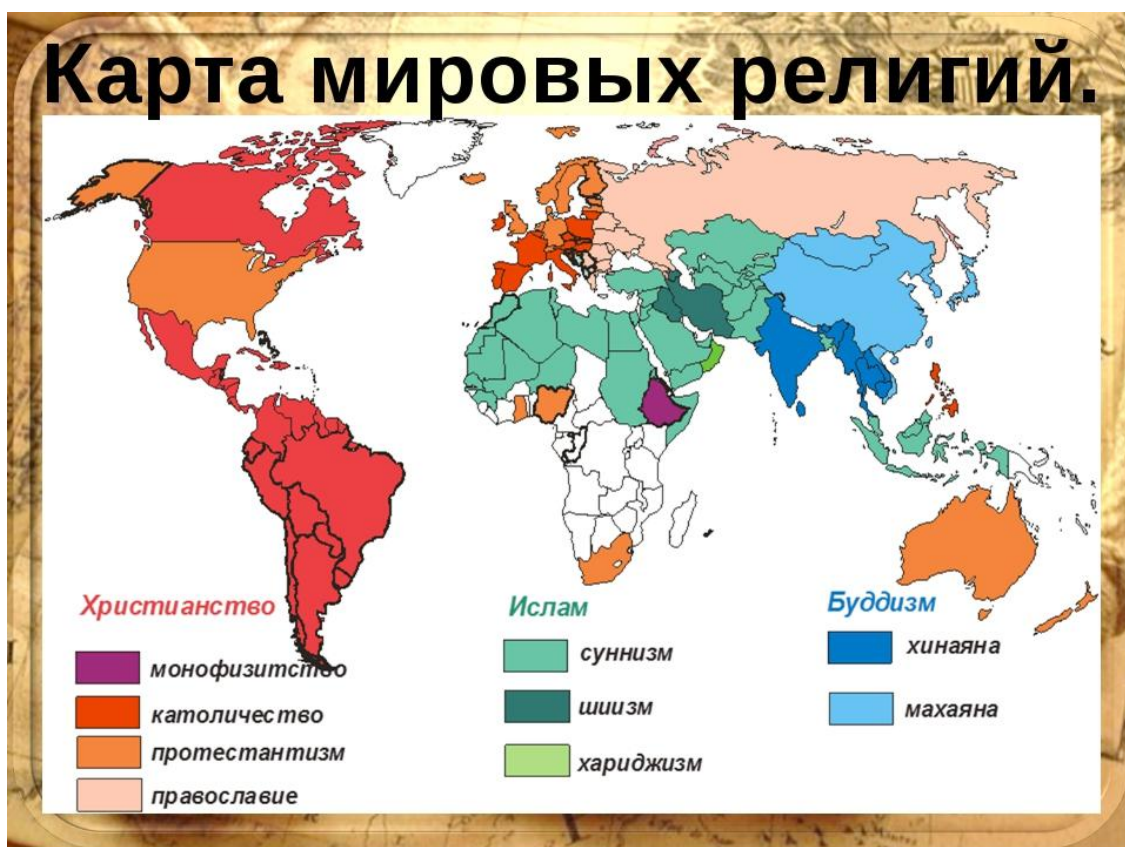 Карта мировых религий.
Христианство
монофизитство
католичество
протестантизм
православие
Ислам
суннизм
шиизм
хариджизм
Буддизм
хинаяна
махаяна